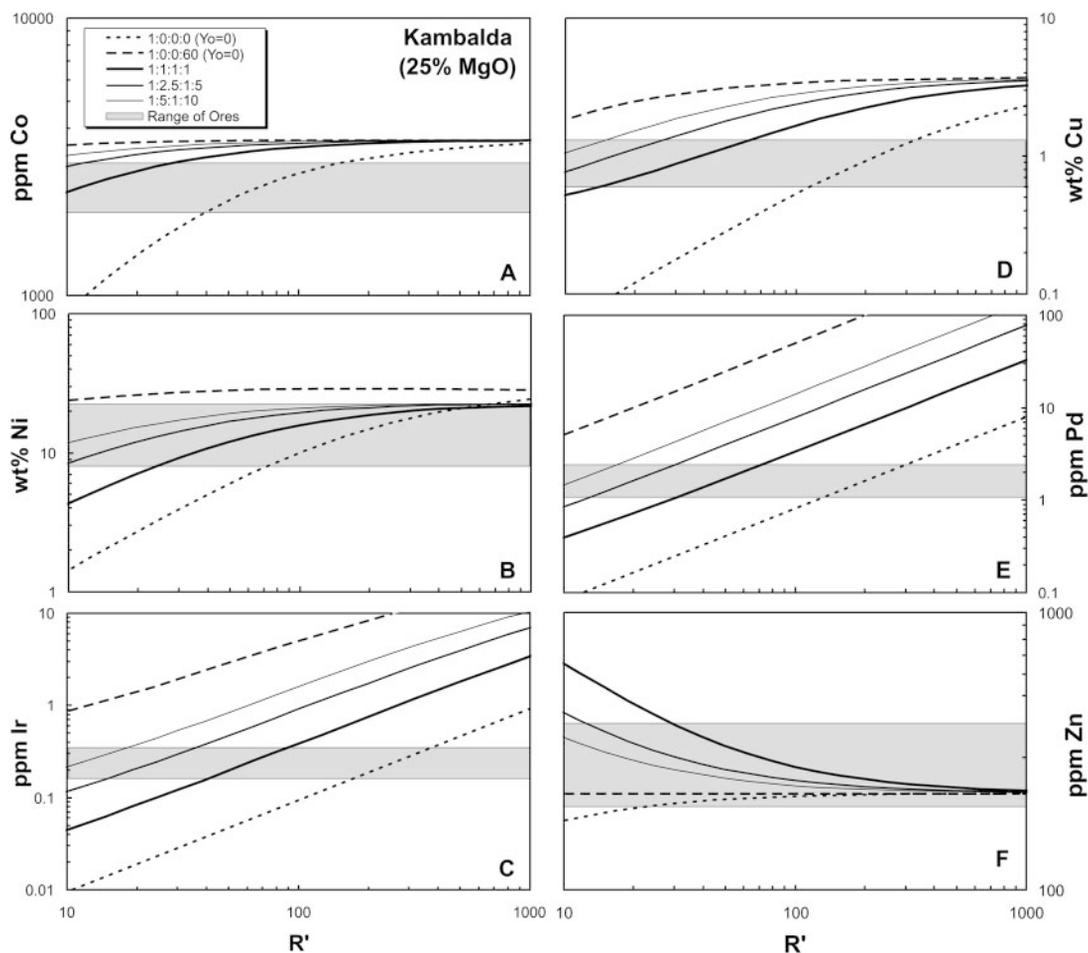 10000
1:0:0:0 (Yo=0)
1:0:0:60 (Yo=0)
1:1:1:1
1:2.5:1:5
1:5:1:10
Range of Ores
Kambalda
(25% MgO)
ppm Co
1000
A
10
1
0.1
wt% Cu
D
100
10
1
wt% Ni
B
100
10
1
0.1
ppm Pd
E
10
1
0.1
0.01
ppm Ir
C
10
100
1000
R'
1000
100
ppm Zn
F
10
100
1000
R'